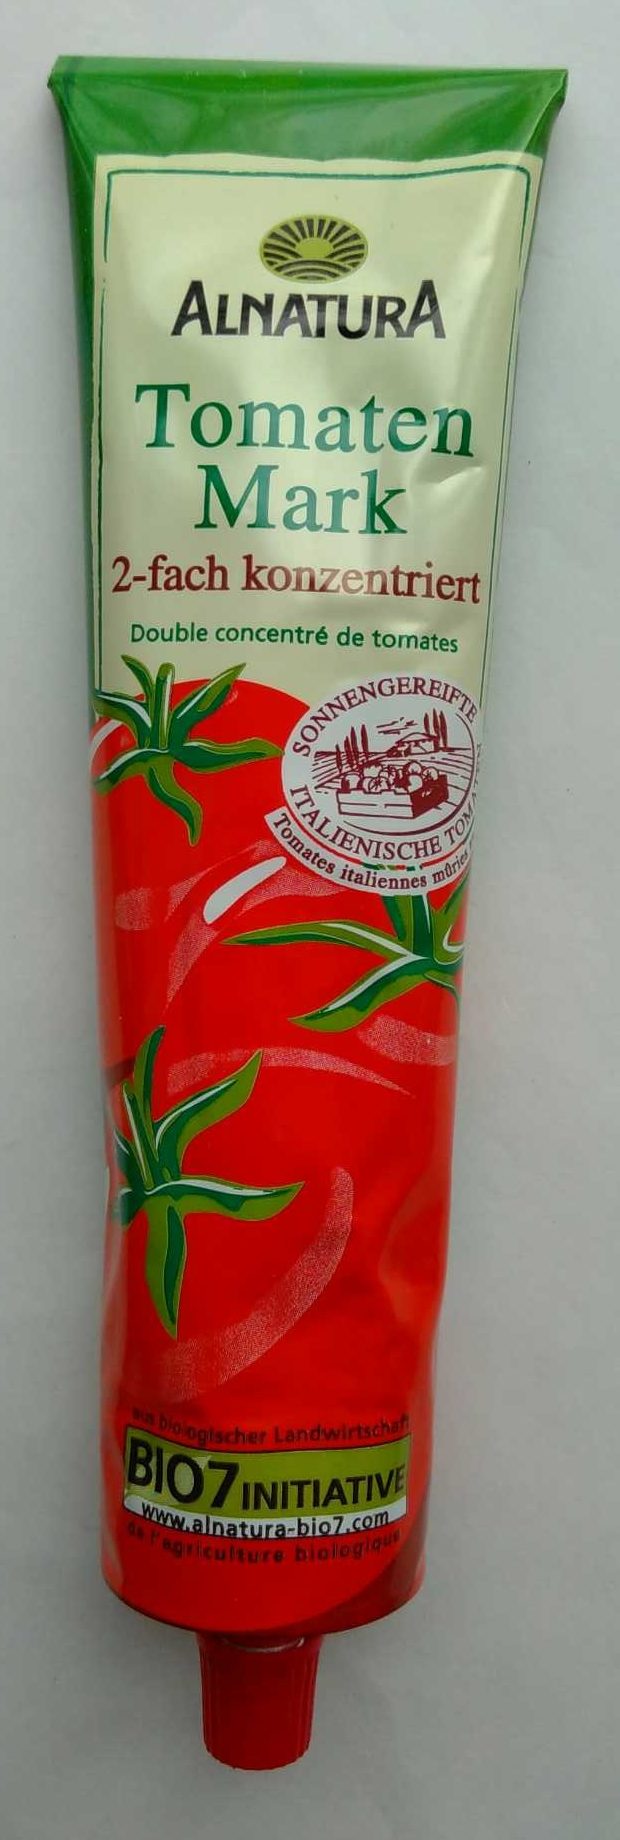 ALNATURA
Tomaten
Mark
2-fach konzentriert
Double concentré de tomates
SONNENGEREIFTE
ITALIENISCHE
Tomates italiennes mûries
aus biologischer Landwirtschaft
BIO7 INITIATIVE
www.alnatura-bio7.com
de l'agriculture biologique